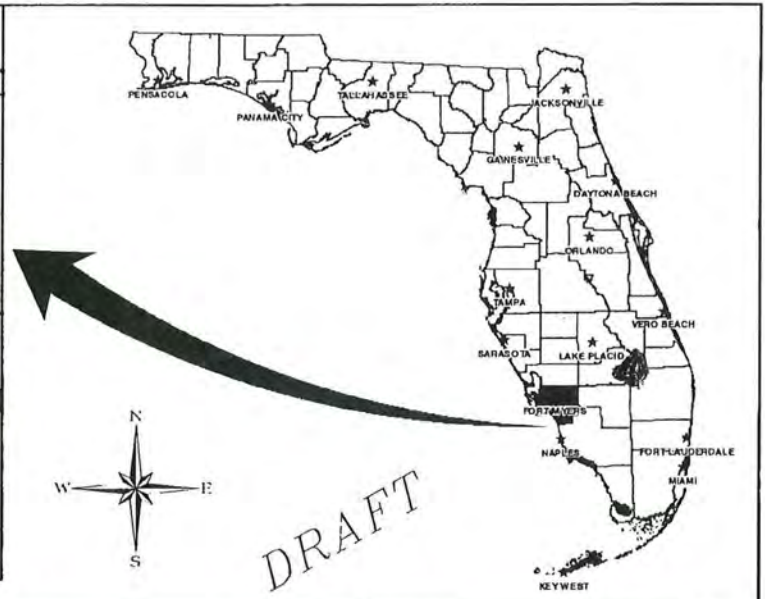 PENSACOLA
TALLAHASSEE
JACKSONVILLE
PANAMA CITY
GAINESVILLE
DAYTONA BEACH
ORLANDO
TAMPA
VERO BEACH
SARASOTA
LAKE PLACID
FORT MYERS
N
NAPLES
FORT LAUDERDALE
W
E
MIAMI
S
DRAFT
KEY WEST